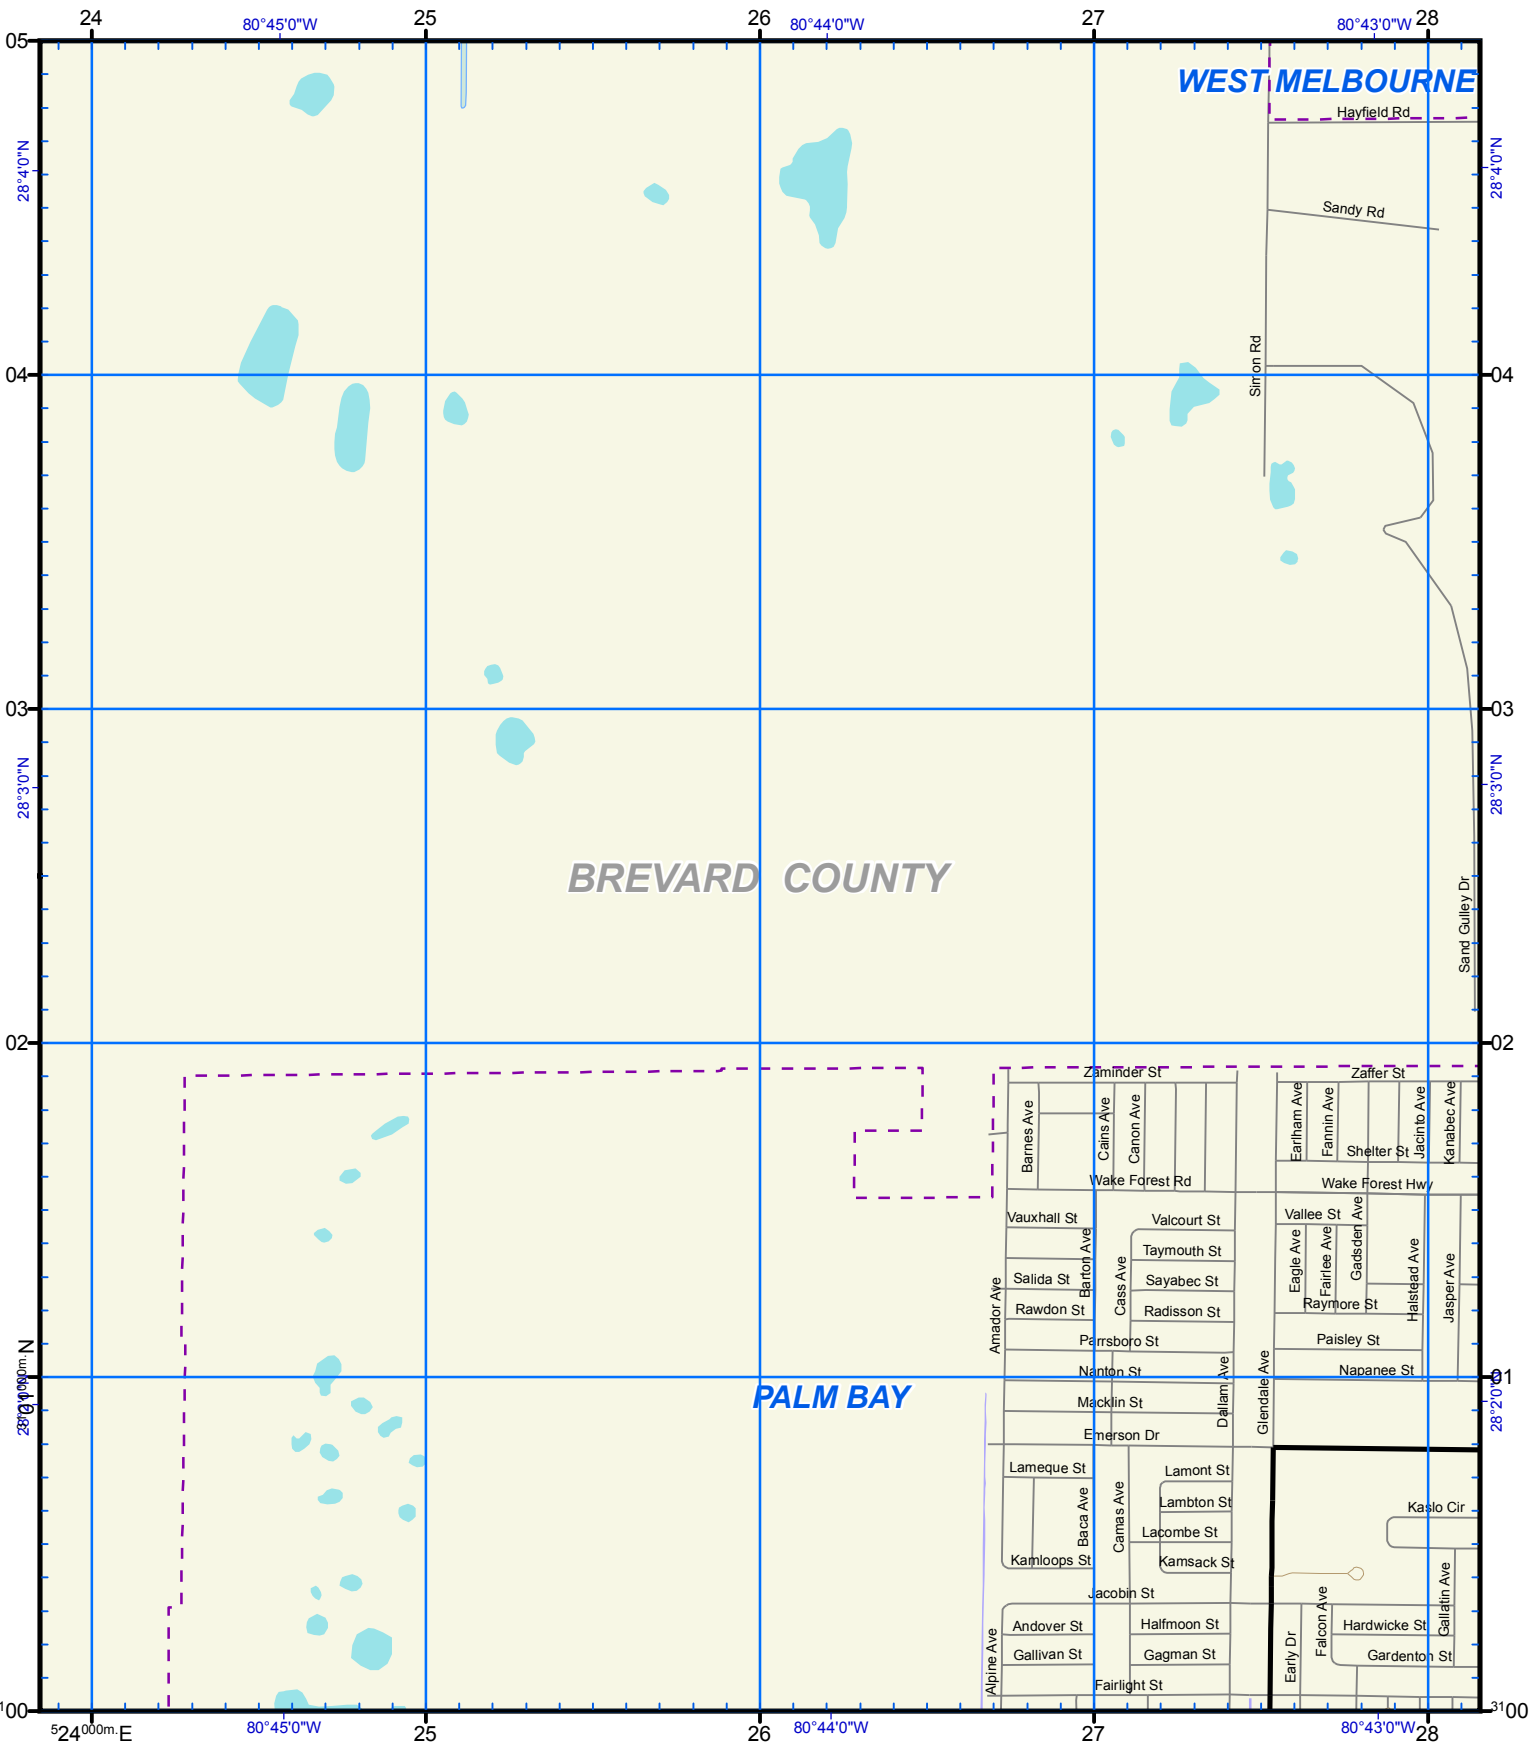 24 25 26 27 28
80°45'0"W 80°44'0"W 80°43'0"W
05
WEST MELBOURNE
Hayfield Rd
28°4'0"N
28°4'0"N
Sandy Rd
Simon Rd
04
04
03
03
28°3'0"N
28°3'0"N
BREVARD COUNTY
Sand Gulley Dr
02
02
Zaminder St
Zaffer St
Barnes Ave
Cains Ave
Canon Ave
Earlham Ave
Fannin Ave
Jacinto Ave
Kanabec Ave
Shelter St
Wake Forest Rd
Wake Forest Hwy
Vauxhall St
Valcourt St
Vallee St
Taymouth St
Barton Ave
Cass Ave
Eagle Ave
Fairlee Ave
Gadsden Ave
Halstead Ave
Jasper Ave
Salida St
Sayabec St
Amador Ave
Rawdon St
Radisson St
Raymore St
Parrsboro St
Paisley St
Nanton St
Napanee St
01
Dallam Ave
Glendale Ave
PALM BAY
28°2'0"N
Macklin St
Emerson Dr
Lameque St
Lamont St
Baca Ave
Camas Ave
Lambton St
Kaslo Cir
Lacombe St
Kamloops St
Kamsack St
Jacobin St
Gallatin Ave
Falcon Ave
Andover St
Halfmoon St
Hardwicke St
Alpine Ave
Early Dr
Gallivan St
Gagman St
Gardenton St
Fairlight St
100
3100
524000m.E 25 26 27 28
80°45'0"W 80°44'0"W 80°43'0"W